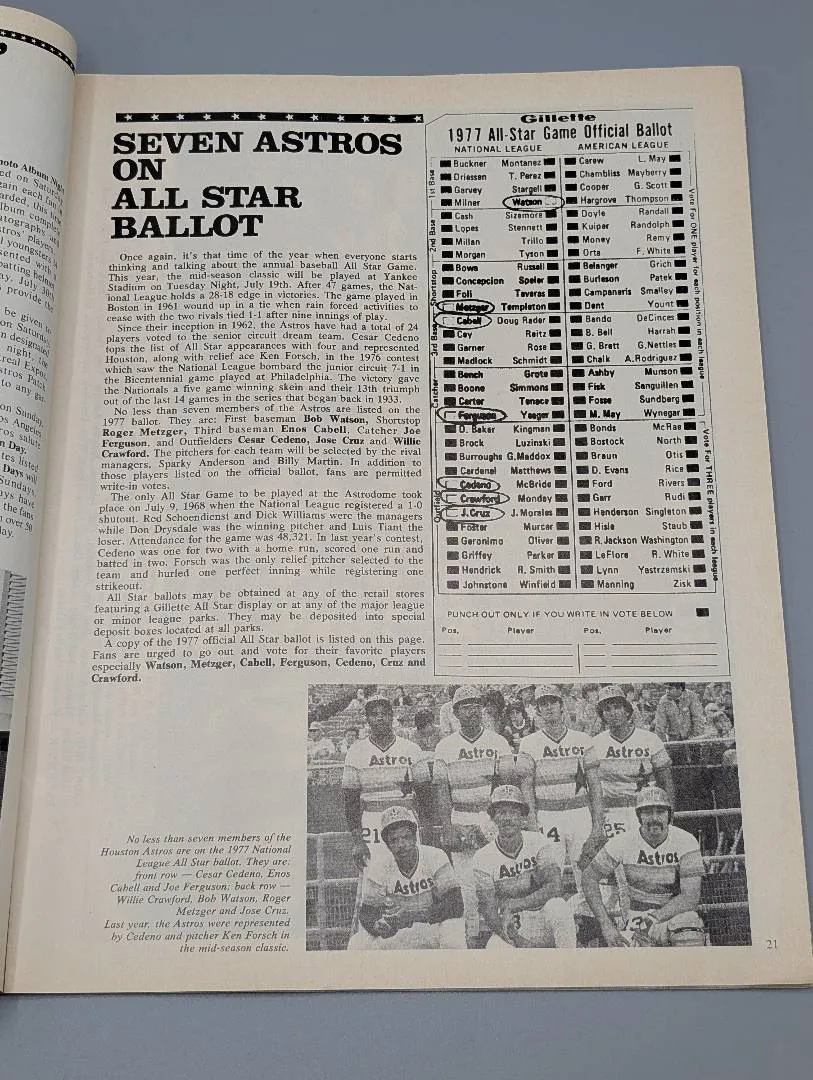 oto Album Nig
SEVEN ASTROS
ON
ALL STAR
BALLOT
Once again, it's that time of the year when everyone starts
thinking and talking about the annual baseball All Star Game.
This year, the mid-season classic will be played at Yankee
Stadium on Tuesday Night, July 19th. After 47 games, the Nat-
ional League holds a 28-18 edge in victories. The game played in
Boston in 1961 wound up in a tie when rain forced activities to
cease with the two rivals tied 1-1 after nine innings of play.
Since their inception in 1962, the Astros have had a total of 24
players voted to the senior circuit dream team. Cesar Cedeno
tops the list of All Star appearances with four and represented
Houston, along with relief ace Ken Forsch, in the 1976 contest
which saw the National League bombard the junior circuit 7-1 in
the Bicentennial game played at Philadelphia. The victory gave
the Nationals a five game winning skein and their 13th triumph
out of the last 14 games in the series that began back in 1933.
No less than seven members of the Astros are listed on the
1977 ballot. They are: First baseman Bob Watson, Shortstop
Roger Metzger, Third baseman Enos Cabell, Catcher Joe
Ferguson, and Outfielders Cesar Cedeno, Jose Cruz and Willie
Crawford. The pitchers for each team will be selected by the rival
managers, Sparky Anderson and Billy Martin. In addition to
those players listed on the official ballot, fans are permitted
write-in votes.
The only All Star Game to be played at the Astrodome took
place on July 9, 1968 when the National League registered a 1-0
shutout. Red Schoendienst and Dick Williams were the managers
while Don Drysdale was the winning pitcher and Luis Tiant the
loser. Attendance for the game was 48,321. In last year's contest,
Cedeno was one for two with a home run, scored one run and
batted in two. Forsch was the only relief pitcher selected to the
team and hurled one perfect inning while registering one
strikeout.
All Star ballots may be obtained at any of the retail stores
featuring a Gillette All Star display or at any of the major league
or minor league parks. They may be deposited into special
deposit boxes located at all parks.
A copy of the 1977 official All Star ballot is listed on this page.
Fans are urged to go out and vote for their favorite players
especially Watson, Metzger, Cabell, Ferguson, Cedeno, Cruz and
Crawford.
Gillette
1977 All-Star Game Official Ballot
NATIONAL LEAGUE AMERICAN LEAGUE
1st Base
Buckner Montanez Carew L. May
Driessen T. Perez Chambliss Mayberry
Garvey Stargell Cooper G. Scott
Milner Watson Hargrove Thompson
2nd Base
Cash Sizemore Doyle Randall
Lopes Stennett Kuiper Randolph
Millan Trillo Money Remy
Morgan Tyson Orta F. White
Shortstop
Bowa Russell Belanger Grich
Concepcion Speier Burleson Patek
Foli Taveras Campanaris Smalley
Metzger Templeton Dent Yount
3rd Base
Cabell Doug Rader Bando DeCinces
Cey Reitz B. Bell Harrah
Garner Rose G. Brett G. Nettles
Madlock Schmidt Chalk A. Rodriguez
Catcher
Bench Grote Ashby Munson
Boone Simmons Fisk Sanguillen
Carter Tenace Fosse Sundberg
Ferguson Yeager M. May Wynegar
Outfield
D. Baker Kingman Bonds McRae
Brock Luzinski Bostock North
Burroughs G. Maddox Braun Otis
Cardenal Matthews D. Evans Rice
Cedeno McBride Ford Rivers
Crawford Monday Garr Rudi
J. Cruz J. Morales Henderson Singleton
Foster Murcer Hisle Staub
Geronimo Oliver R. Jackson Washington
Griffey Parker LeFlore R. White
Hendrick R. Smith Lynn Yastrzemski
Johnstone Winfield Manning Zisk
Vote For ONE player for each position in each league
Vote For THREE players in each league
PUNCH OUT ONLY IF YOU WRITE IN VOTE BELOW
Pos. Player Pos. Player
Astros Astros Astros Astros
21 4 25
Astros Astros Astros
No less than seven members of the
Houston Astros are on the 1977 National
League All Star ballot. They are:
front row — Cesar Cedeno, Enos
Cabell and Joe Ferguson; back row —
Willie Crawford, Bob Watson, Roger
Metzger and Jose Cruz.
Last year, the Astros were represented
by Cedeno and pitcher Ken Forsch in
the mid-season classic.
21